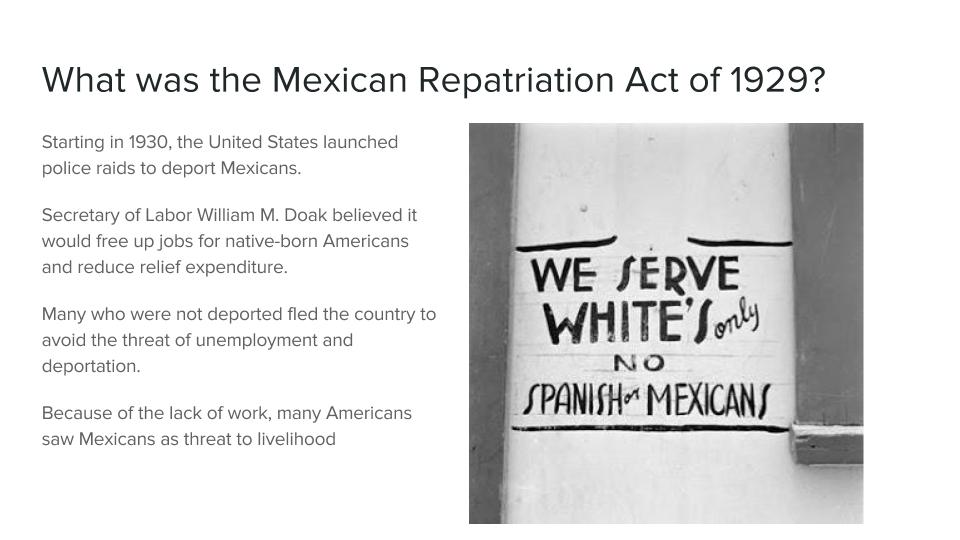 What was the Mexican Repatriation Act of 1929?
Starting in 1930, the United States launched
police raids to deport Mexicans.
Secretary of Labor William M. Doak believed it
would free up jobs for native-born Americans
and reduce relief expenditure.
Many who were not deported fled the country to
avoid the threat of unemployment and
deportation.
Because of the lack of work, many Americans
saw Mexicans as threat to livelihood
WE SERVE
WHITE'S only
NO
SPANISH or MEXICANS